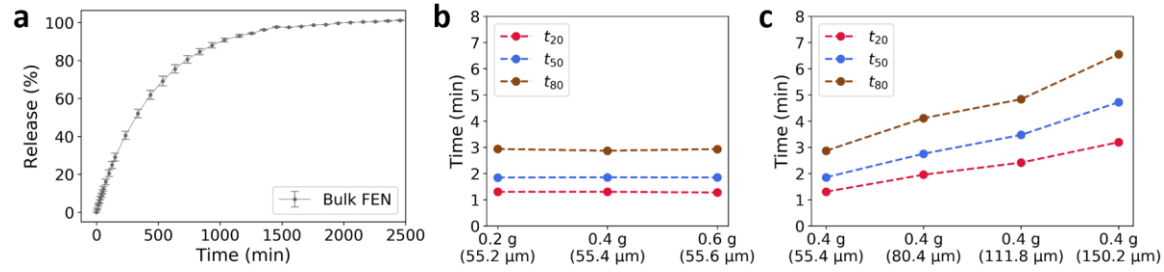 a
Release (%)
100
80
60
40
20
0
Bulk FEN
0 500 1000 1500 2000 2500
Time (min)
b
Time (min)
8
7
6
5
4
3
2
1
0
t20
t50
t80
0.2 g 0.4 g 0.6 g
(55.2 µm) (55.4 µm) (55.6 µm)
c
Time (min)
8
7
6
5
4
3
2
1
0
t20
t50
t80
0.4 g 0.4 g 0.4 g 0.4 g
(55.4 µm) (80.4 µm) (111.8 µm) (150.2 µm)